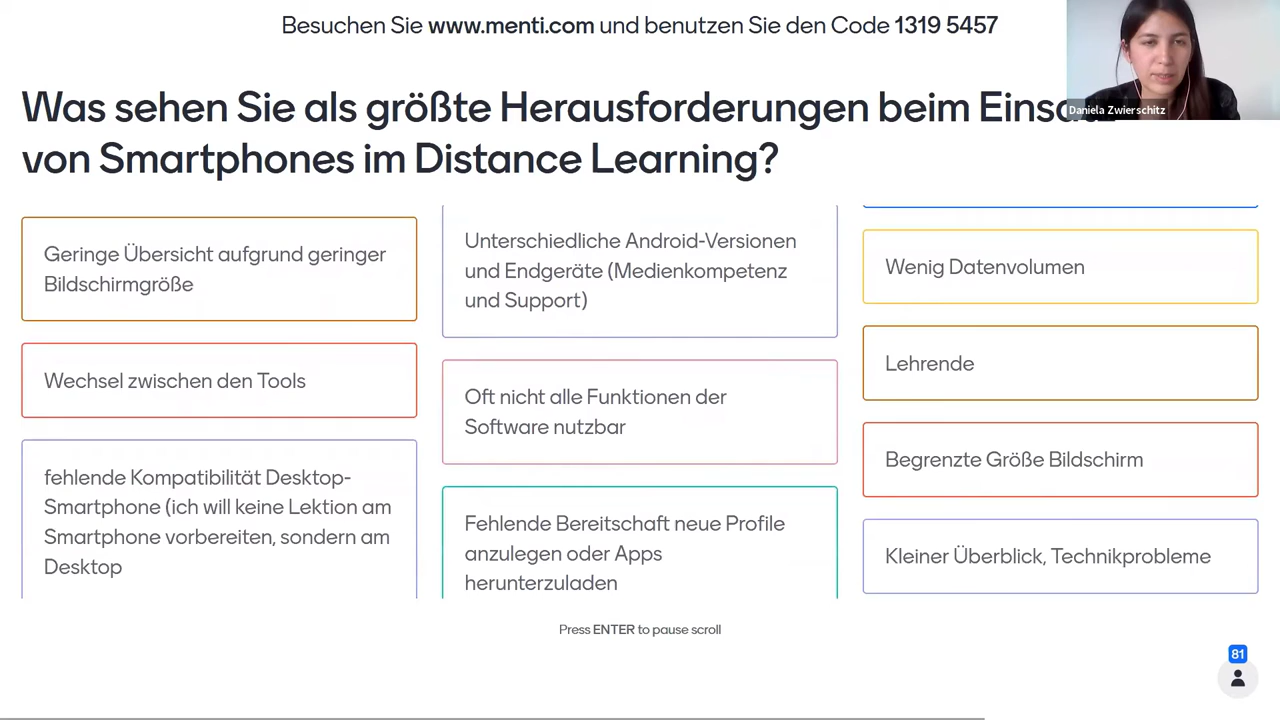 Besuchen Sie www.menti.com und benutzen Sie den Code 1319 5457
Daniela Zwierschitz
Was sehen Sie als größte Herausforderungen beim Einsatz
von Smartphones im Distance Learning?
Geringe Übersicht aufgrund geringer
Bildschirmgröße
Wechsel zwischen den Tools
fehlende Kompatibilität Desktop-
Smartphone (ich will keine Lektion am
Smartphone vorbereiten, sondern am
Desktop
Unterschiedliche Android-Versionen
und Endgeräte (Medienkompetenz
und Support)
Oft nicht alle Funktionen der
Software nutzbar
Fehlende Bereitschaft neue Profile
anzulegen oder Apps
herunterzuladen
Wenig Datenvolumen
Lehrende
Begrenzte Größe Bildschirm
Kleiner Überblick, Technikprobleme
Press ENTER to pause scroll
81